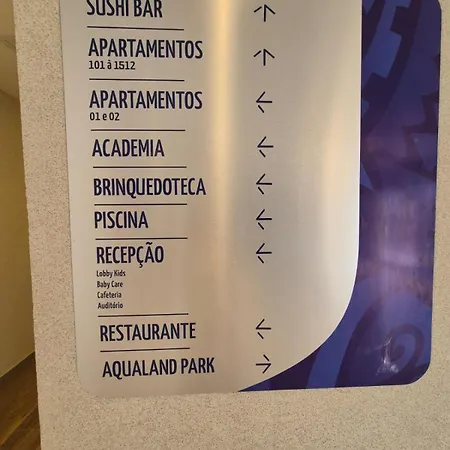 SUSHI BAR
APARTAMENTOS
101 à 1512
APARTAMENTOS
01 e 02
ACADEMIA
BRINQUEDOTECA
PISCINA
RECEPÇÃO
Lobby Kids
Baby Care
Cafeteria
Auditório
RESTAURANTE
AQUALAND PARK